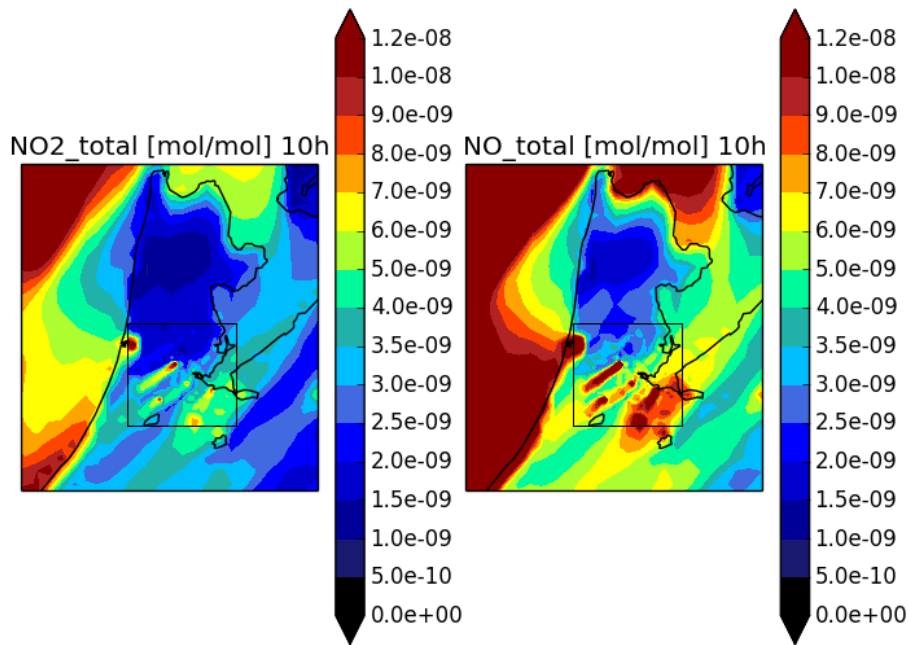 NO2_total [mol/mol] 10h
1.2e-08
1.0e-08
9.0e-09
8.0e-09
7.0e-09
6.0e-09
5.0e-09
4.0e-09
3.5e-09
3.0e-09
2.5e-09
2.0e-09
1.5e-09
1.0e-09
5.0e-10
0.0e+00
NO_total [mol/mol] 10h
1.2e-08
1.0e-08
9.0e-09
8.0e-09
7.0e-09
6.0e-09
5.0e-09
4.0e-09
3.5e-09
3.0e-09
2.5e-09
2.0e-09
1.5e-09
1.0e-09
5.0e-10
0.0e+00